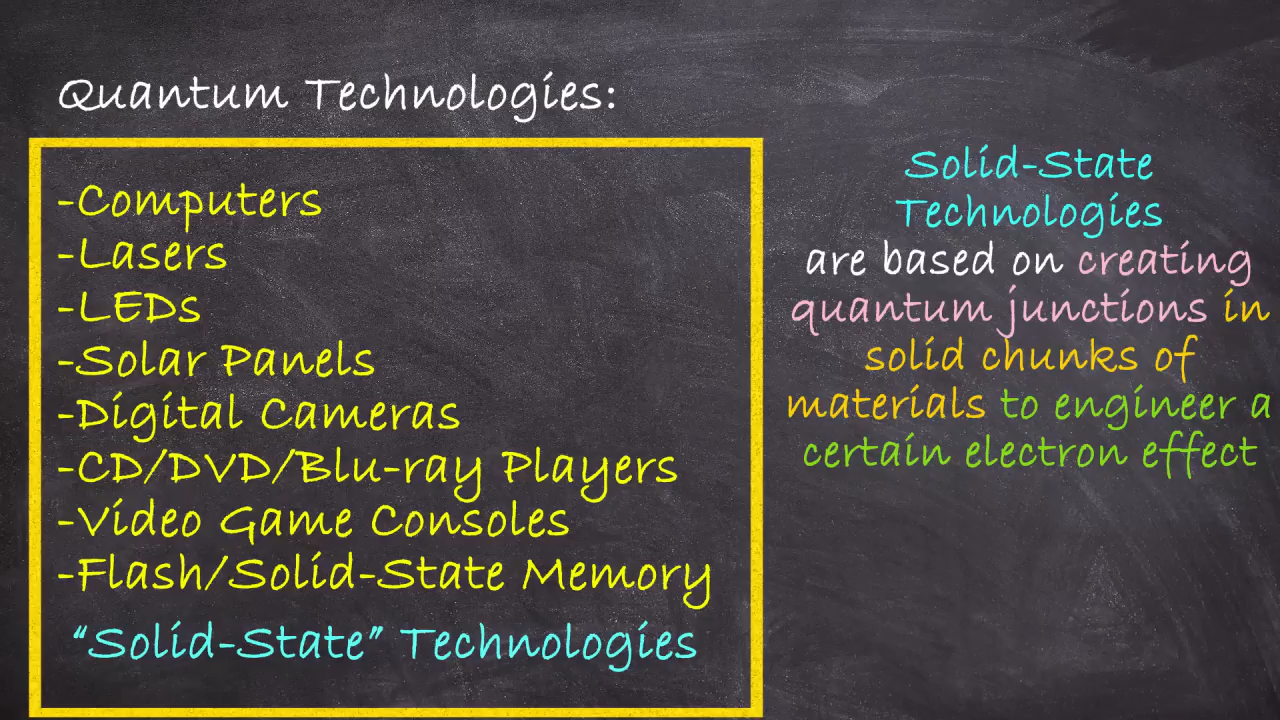 Quantum Technologies:
-Computers
-Lasers
-LEDs
-Solar Panels
-Digital Cameras
-CD/DVD/Blu-ray Players
-Video Game Consoles
-Flash/Solid-State Memory
“Solid-State” Technologies
Solid-State
Technologies
are based on creating
quantum junctions in
solid chunks of
materials to engineer a
certain electron effect